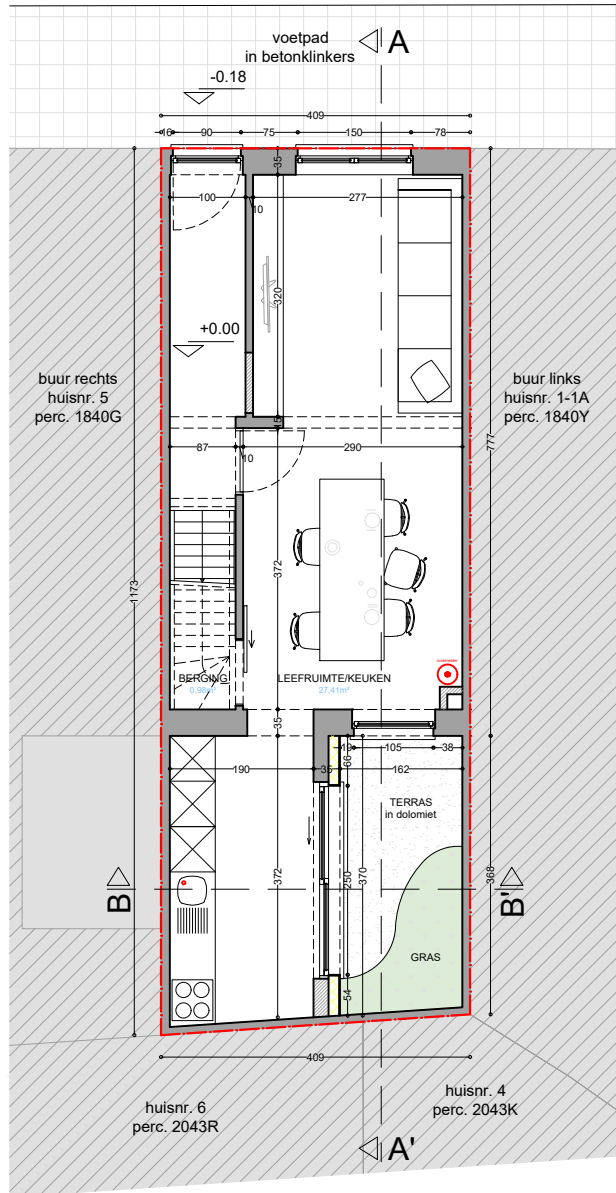 voetpad
in betonklinkers
A
-0.18
409
16
90
75
150
78
35
100
10
277
320
+0.00
buur rechts
huisnr. 5
perc. 1840G
buur links
huisnr. 1-1A
perc. 1840Y
15
777
87
10
290
372
1173
BERGING
0,98m²
LEEFRUIMTE/KEUKEN
27,41m²
35
19
105
38
66
190
35
162
TERRAS
in dolomiet
B
372
250
370
368
B'
GRAS
54
409
huisnr. 6
perc. 2043R
huisnr. 4
perc. 2043K
A'